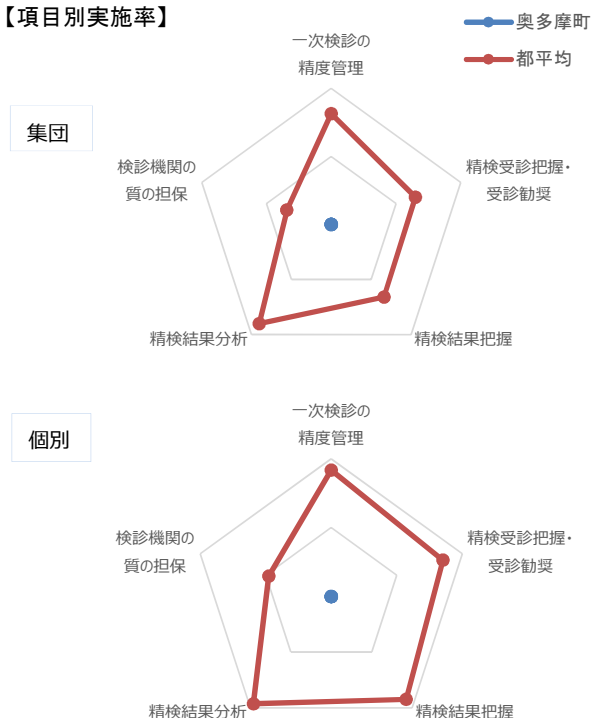 【項目別実施率】
奥多摩町
都平均
集団
一次検診の
精度管理
検診機関の
質の担保
精検受診把握・
受診勧奨
精検結果分析
精検結果把握
個別
一次検診の
精度管理
検診機関の
質の担保
精検受診把握・
受診勧奨
精検結果分析
精検結果把握